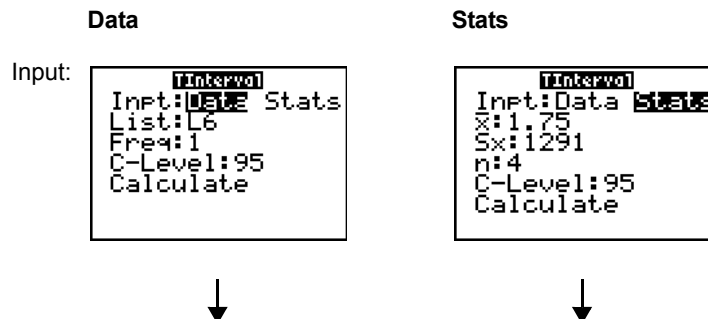 Data Stats
Input:
TInterval
Inpt:Data Stats
List:L6
Freq:1
C-Level:95
Calculate
TInterval
Inpt:Data Stats
x̄:1.75
Sx:1291
n:4
C-Level:95
Calculate